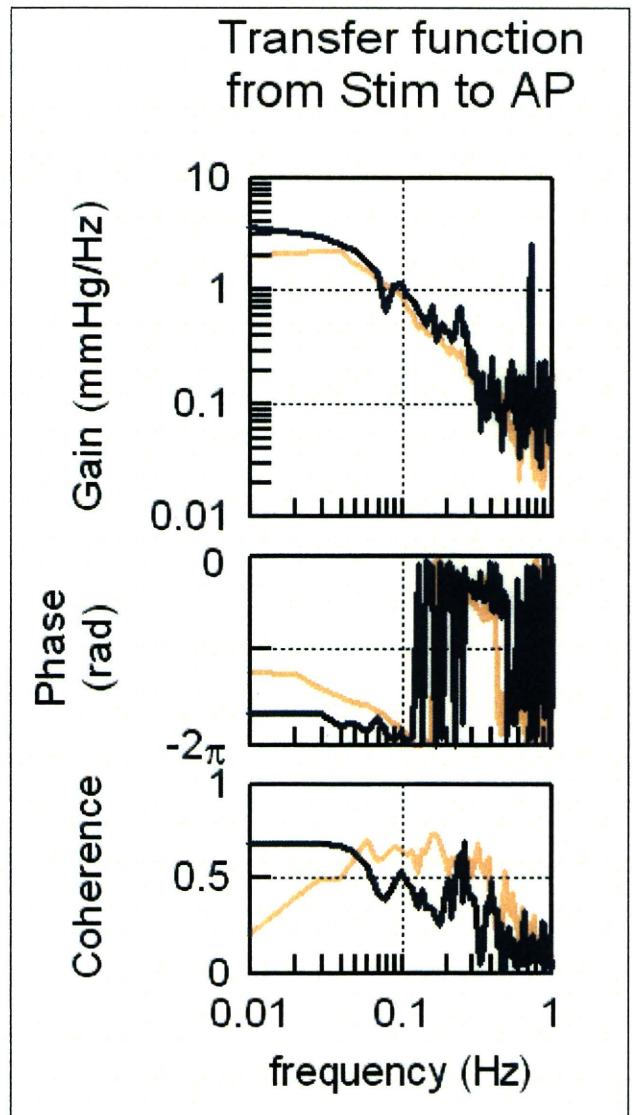 Transfer function
from Stim to AP
Gain (mmHg/Hz)
10
1
0.1
0.01
Phase
(rad)
0
-2π
Coherence
1
0.5
0
0.01 0.1 1
frequency (Hz)